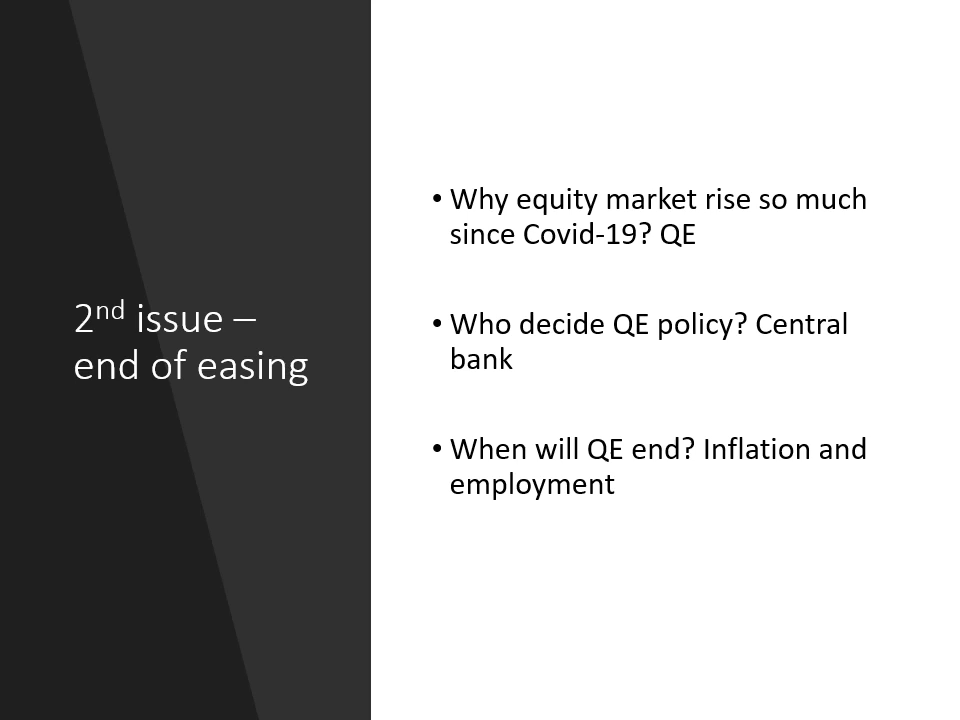 2nd issue –
end of easing
• Why equity market rise so much
since Covid-19? QE
• Who decide QE policy? Central
bank
• When will QE end? Inflation and
employment